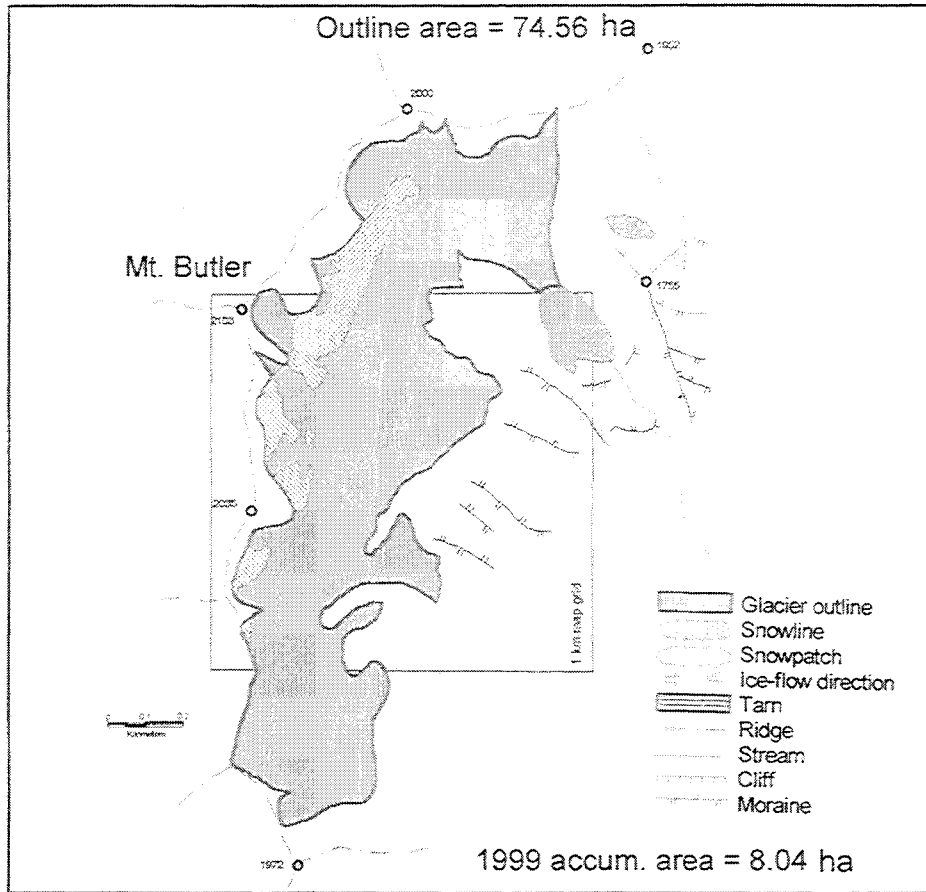 Outline area = 74.56 ha
2000
Mt. Butler
1755
1 km map grid
Glacier outline
Snowline
Snowpatch
Ice-flow direction
Tarn
Ridge
Stream
Cliff
Moraine
Kilometers
1972
1999 accum. area = 8.04 ha